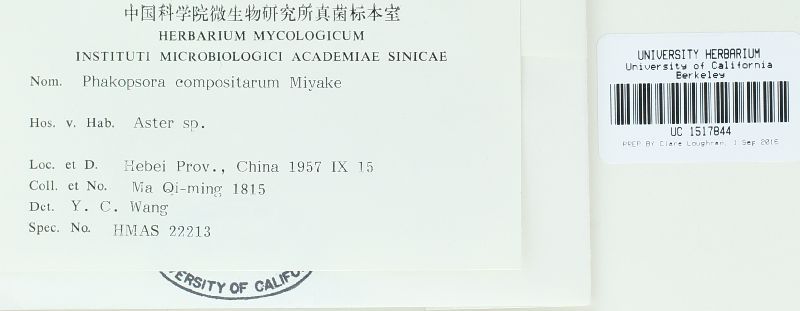 中国科学院微生物研究所真菌标本室
HERBARIUM MYCOLOGICUM
INSTITUTI MICROBIOLOGICI ACADEMIAE SINICAE
Nom. Phakopsora compositarum Miyake
Hos. v. Hab. Aster sp.
Loc. et D. Hebei Prov., China 1957 IX 15
Coll. et No. Ma Qi-ming 1815
Det. Y. C. Wang
Spec. No. HMAS 22213
ERSITY OF CALIFO
UNIVERSITY HERBARIUM
University of California
Berkeley
UC 1517844
PREP BY Clare Loughran, 1 Sep 2015